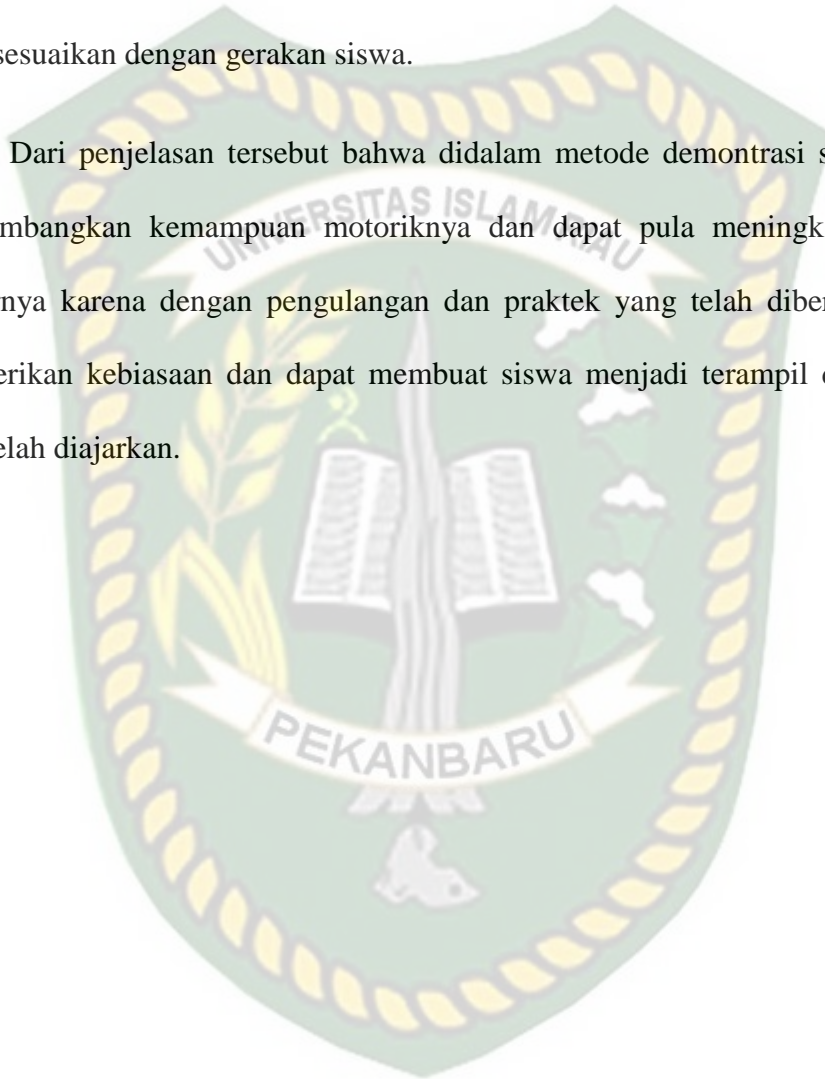 sesuaikan dengan gerakan siswa.
Dari penjelasan tersebut bahwa didalam metode demontrasi s
UNIVERSITAS ISLAM RIAU
mbangkan kemampuan motoriknya dan dapat pula meningk
rnya karena dengan pengulangan dan praktek yang telah diber
erikan kebiasaan dan dapat membuat siswa menjadi terampil
elah diajarkan.
PEKANBARU